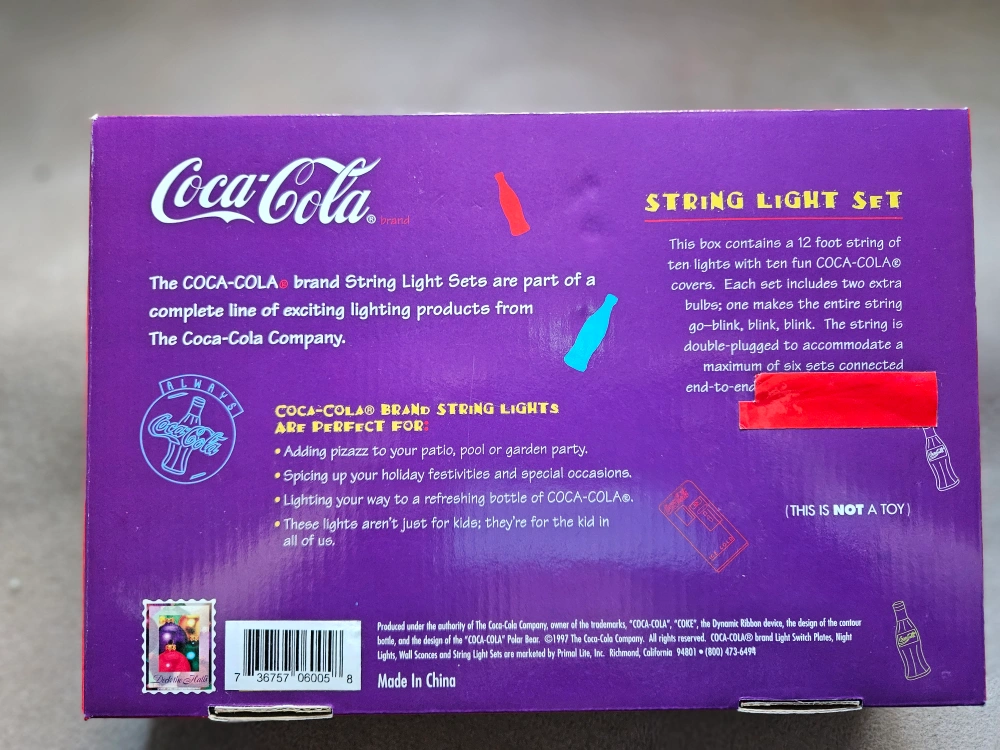 Coca-Cola® brand
The COCA-COLA® brand String Light Sets are part of a
complete line of exciting lighting products from
The Coca-Cola Company.
STRING LIGHT SET
This box contains a 12 foot string of
ten lights with ten fun COCA-COLA®
covers. Each set includes two extra
bulbs; one makes the entire string
go–blink, blink, blink. The string is
double-plugged to accommodate a
maximum of six sets connected
end-to-end
ALWAYS
Coca-Cola
COCA-COLA® BRAND STRING LIGHTS
ARE PERFECT FOR:
• Adding pizazz to your patio, pool or garden party.
• Spicing up your holiday festivities and special occasions.
• Lighting your way to a refreshing bottle of COCA-COLA®.
• These lights aren't just for kids; they're for the kid in
all of us.
(THIS IS NOT A TOY)
Deck the Halls
7 36757 06005 8
Produced under the authority of The Coca-Cola Company, owner of the trademarks, "COCA-COLA", "COKE", the Dynamic Ribbon device, the design of the contour
bottle, and the design of the "COCA-COLA" Polar Bear. ©1997 The Coca-Cola Company. All rights reserved. COCA-COLA® brand Light Switch Plates, Night
Lights, Wall Sconces and String Light Sets are marketed by Primal Lite, Inc. Richmond, California 94801 • (800) 473-6499
Made In China